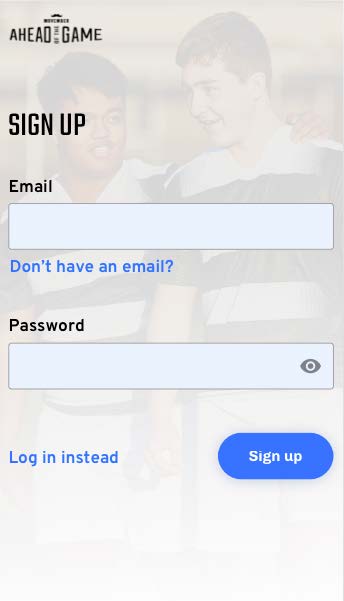 MOVEMBER
AHEAD OF THE GAME
SIGN UP
Email
Don't have an email?
Password
Log in instead
Sign up